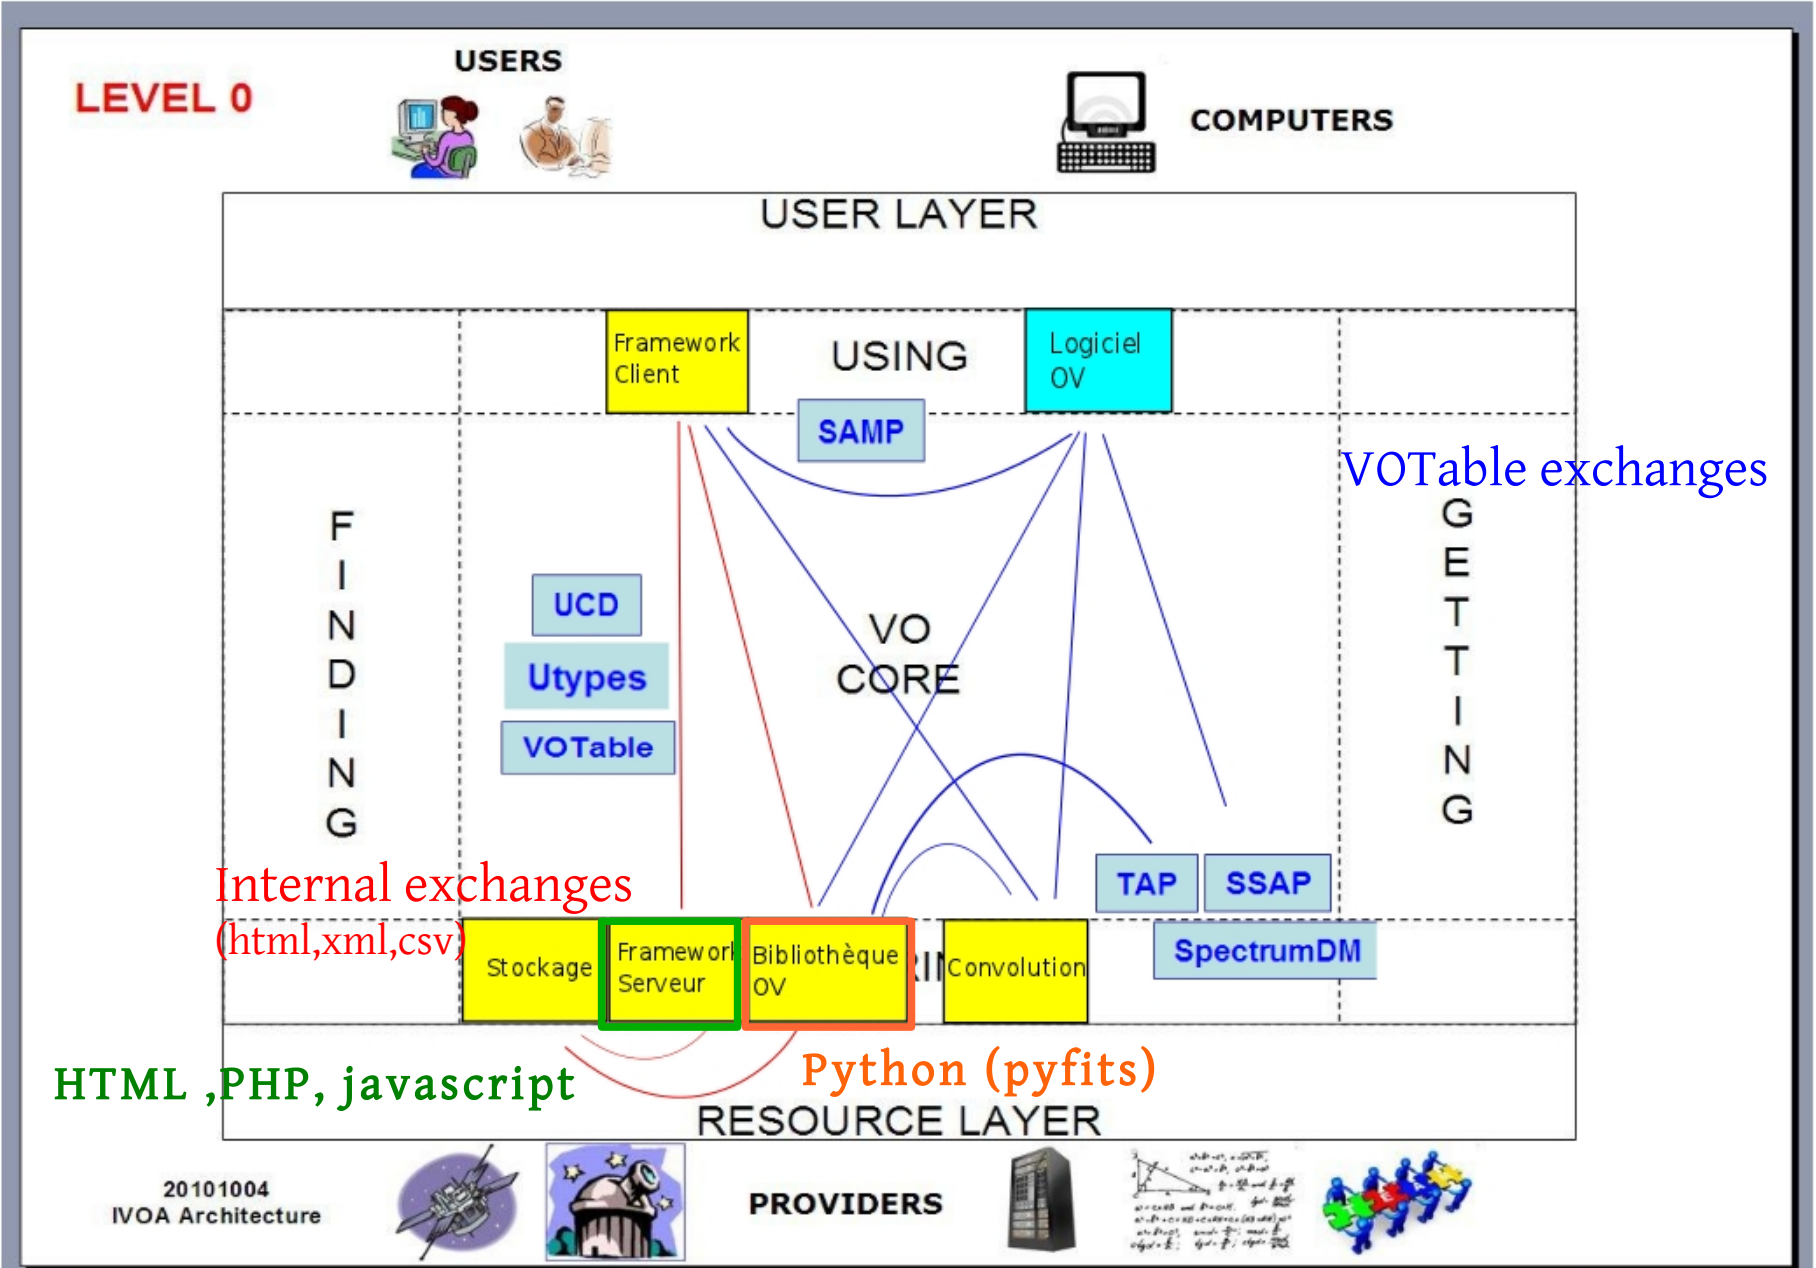 USERS
LEVEL 0
COMPUTERS
USER LAYER
Framework
Client
USING
Logiciel
OV
SAMP
VOTable exchanges
F
I
N
D
I
N
G
G
E
T
T
I
N
G
UCD
Utypes
VOTable
VO
CORE
Internal exchanges
(html,xml,csv)
TAP
SSAP
SpectrumDM
Stockage
Framework
Serveur
Bibliothèque
OV
Convolution
HTML ,PHP, javascript
Python (pyfits)
RESOURCE LAYER
20101004
IVOA Architecture
PROVIDERS